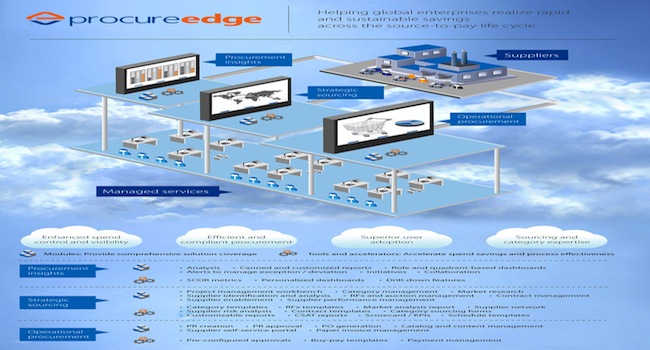 procureedge
Helping global enterprises realize rapid
and sustainable savings
across the source-to-pay life cycle
Procurement
insights
Suppliers
Strategic
sourcing
Operational
procurement
Managed services
Enhanced spend
control and visibility
Efficient and
compliant procurement
Superior user
adoption
Sourcing and
category expertise
Modules: Provide comprehensive solution coverage
Tools and accelerators: Accelerate spend savings and process effectiveness
Procurement
insights
• Analysis • Canned and customized reports • Role and quadrant-based dashboards
• Alerts to manage exception / deviations • Initiatives • Collaboration
• SCOR metrics • Personalized dashboards • Drill-down features
Strategic
sourcing
• Project management workbench • Category management • Market research
• Supplier identification and analysis • RFx and auction management • Contract management
• Supplier enablement • Supplier performance management
• Category templates • RFx templates • Market analysis report • Supplier network
• Supplier risk analysis • Contract templates • Category sourcing forms
• Customizable reports • CSAT reports • Scorecard / KPIs • Schedule templates
Operational
procurement
• PR creation • PR approval • PO generation • Catalog and content management
• Supplier self-service portal • Paper invoice management
• Pre-configured approvals • Buy-pay templates • Payment management